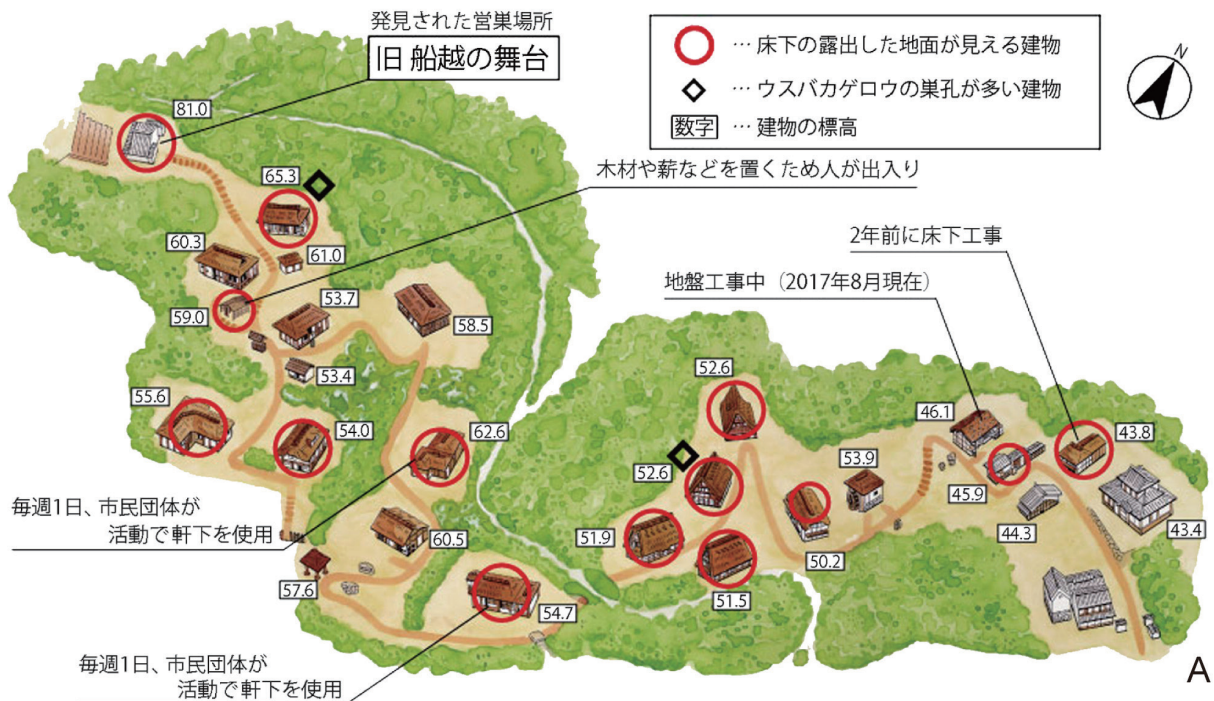 発見された営巣場所
旧 船越の舞台
… 床下の露出した地面が見える建物
… ウスバカゲロウの巣孔が多い建物
数字 … 建物の標高
N
木材や薪などを置くため人が出入り
2年前に床下工事
地盤工事中（2017年8月現在）
81.0
65.3
60.3
61.0
59.0
53.7
58.5
53.4
55.6
54.0
62.6
52.6
46.1
43.8
52.6
53.9
45.9
44.3
43.4
51.9
50.2
51.5
毎週1日、市民団体が
活動で軒下を使用
60.5
57.6
54.7
毎週1日、市民団体が
活動で軒下を使用
A